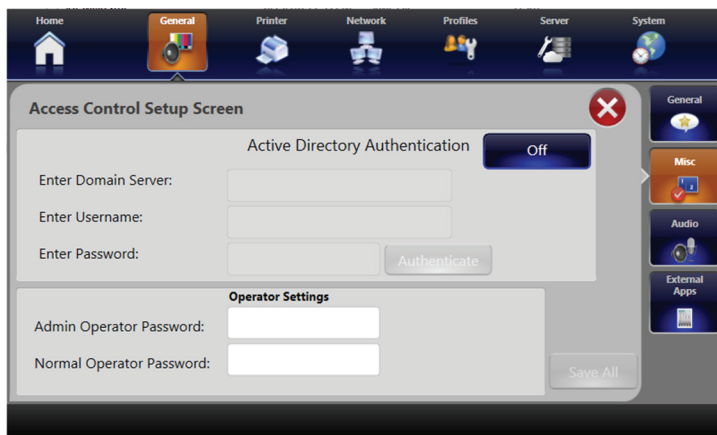 Home General Printer Network Profiles Server System
Access Control Setup Screen
General
Active Directory Authentication Off
Misc
Enter Domain Server:
Enter Username:
Audio
Enter Password:
Authenticate
External
Apps
Operator Settings
Admin Operator Password:
Normal Operator Password:
Save All